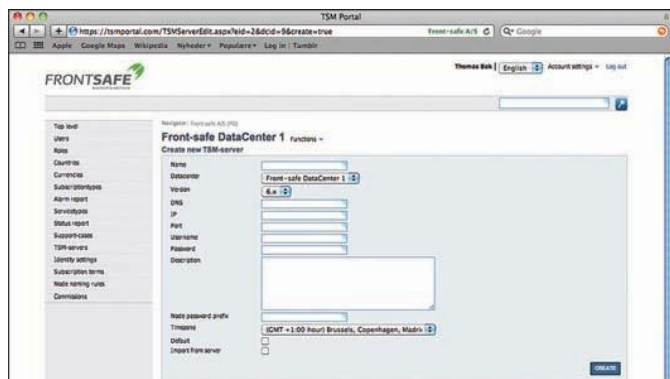 TSM Portal
https://tsmportal.com/TSMServerEdit.aspx?eid=2&dcid=9&create=true
Front-safe A/S
Google
Apple Google Maps Wikipedia Nyheder Populære Log in | Tumblr
FRONTSAFE
Thomas Bak | English Account settings Log out
Top level
Users
Roles
Countries
Currencies
Subscriptiontypes
Alarm report
Servicetypes
Status report
Support-cases
TSM-servers
Identity settings
Subscription terms
Node naming rules
Commissions
Navigator: Front-safe A/S
Front-safe DataCenter 1 Functions
Create new TSM-server
Name
Datacenter Front-safe DataCenter 1
Version 6.x
DNS
IP
Port
Username
Password
Description
Node password prefix
Timezone (GMT +1:00 hour) Brussels, Copenhagen, Madri
Default
Import from server
CREATE